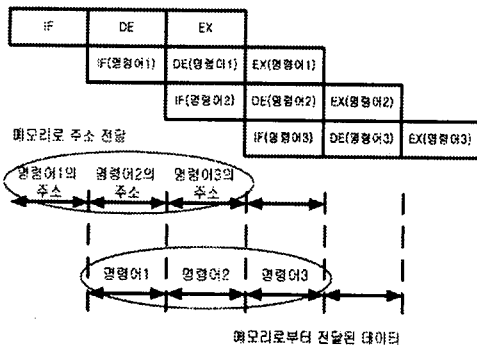 IF DE EX
IF(명령어1) DE(명령어1) EX(명령어1)
IF(명령어2) DE(명령어2) EX(명령어2)
IF(명령어3) DE(명령어3) EX(명령어3)
메모리로 주소 전달
명령어1의 명령어2의 명령어3의
주소 주소 주소
명령어1 명령어2 명령어3
메모리로부터 전달된 데이타